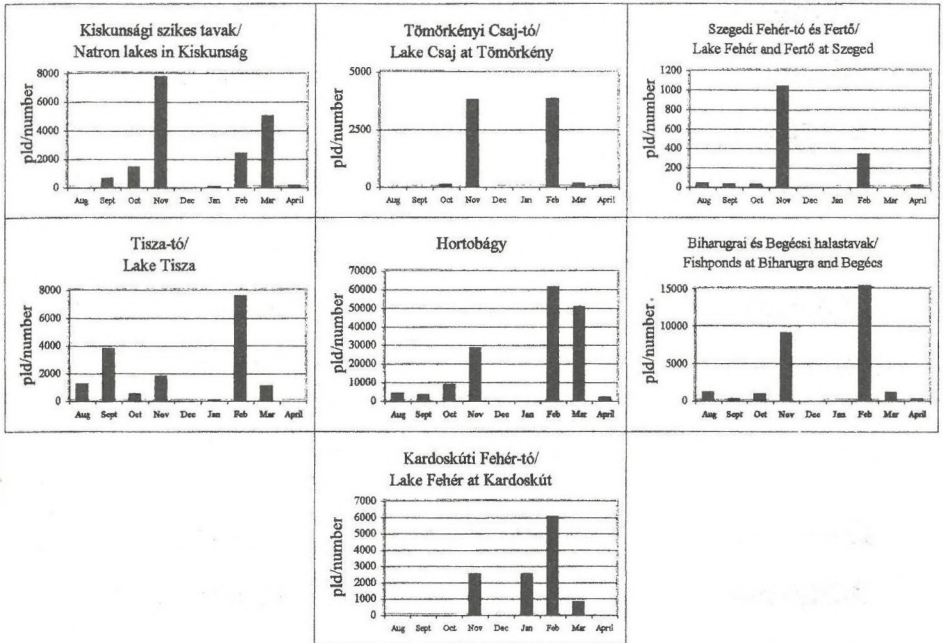 Kiskunsági szikes tavak/
Natron lakes in Kiskunság
pld/number
8000
6000
4000
2000
0
Aug Sept Oct Nov Dec Jan Feb Mar April
Tömörkényi Csaj-tó/
Lake Csaj at Tömörkény
pld/number
5000
2500
0
Aug Sept Oct Nov Dec Jan Feb Mar April
Szegedi Fehér-tó és Fertő/
Lake Fehér and Fertő at Szeged
pld/number
1200
1000
800
600
400
200
0
Aug Sept Oct Nov Dec Jan Feb Mar April
Tisza-tó/
Lake Tisza
pld/number
8000
6000
4000
2000
0
Aug Sept Oct Nov Dec Jan Feb Mar April
Hortobágy
pld/number
70000
60000
50000
40000
30000
20000
10000
0
Aug Sept Oct Nov Dec Jan Feb Mar April
Biharugrai és Begécsi halastavak/
Fishponds at Biharugra and Begécs
pld/number
15000
10000
5000
0
Aug Sept Oct Nov Dec Jan Feb Mar April
Kardoskúti Fehér-tó/
Lake Fehér at Kardoskút
pld/number
7000
6000
5000
4000
3000
2000
1000
0
Aug Sept Oct Nov Dec Jan Feb Mar April